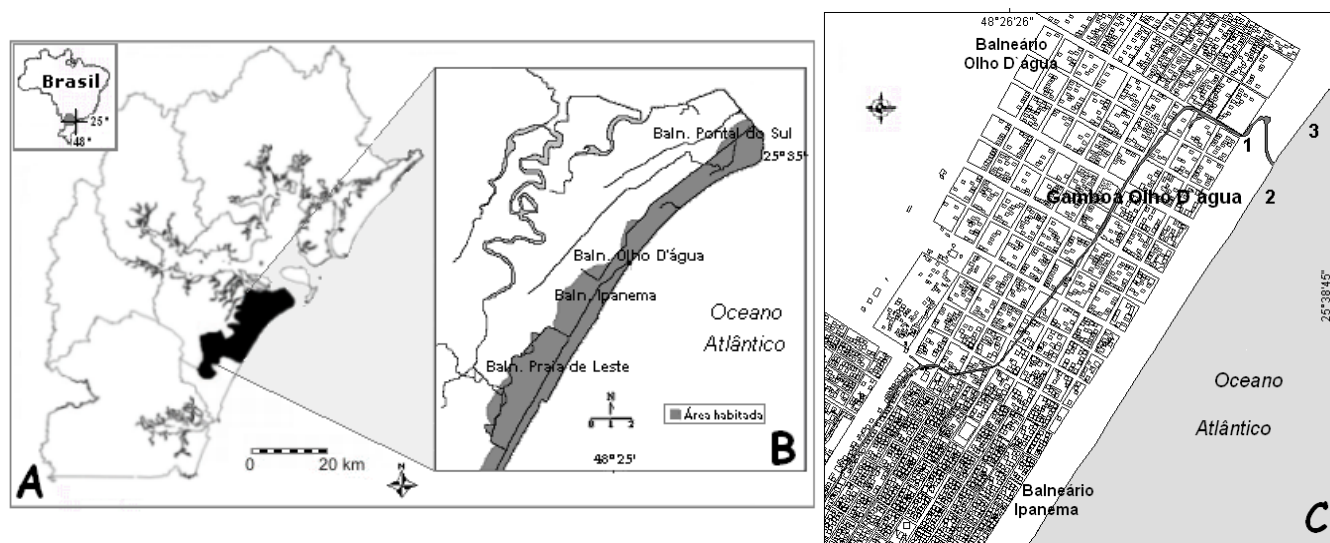 Brasil
25°
48°
0 20 km
N
A
Baln. Pontal do Sul
25°35'
Baln. Olho D'água
Baln. Ipanema
Oceano
Atlântico
Baln. Praia de Leste
N
0 1 2
Área habitada
48°25'
B
48°26'26"
Balneário
Olho D`água
1
3
2
Gamboa Olho D`água
25°38'45"
Oceano
Atlântico
Balneário
Ipanema
C